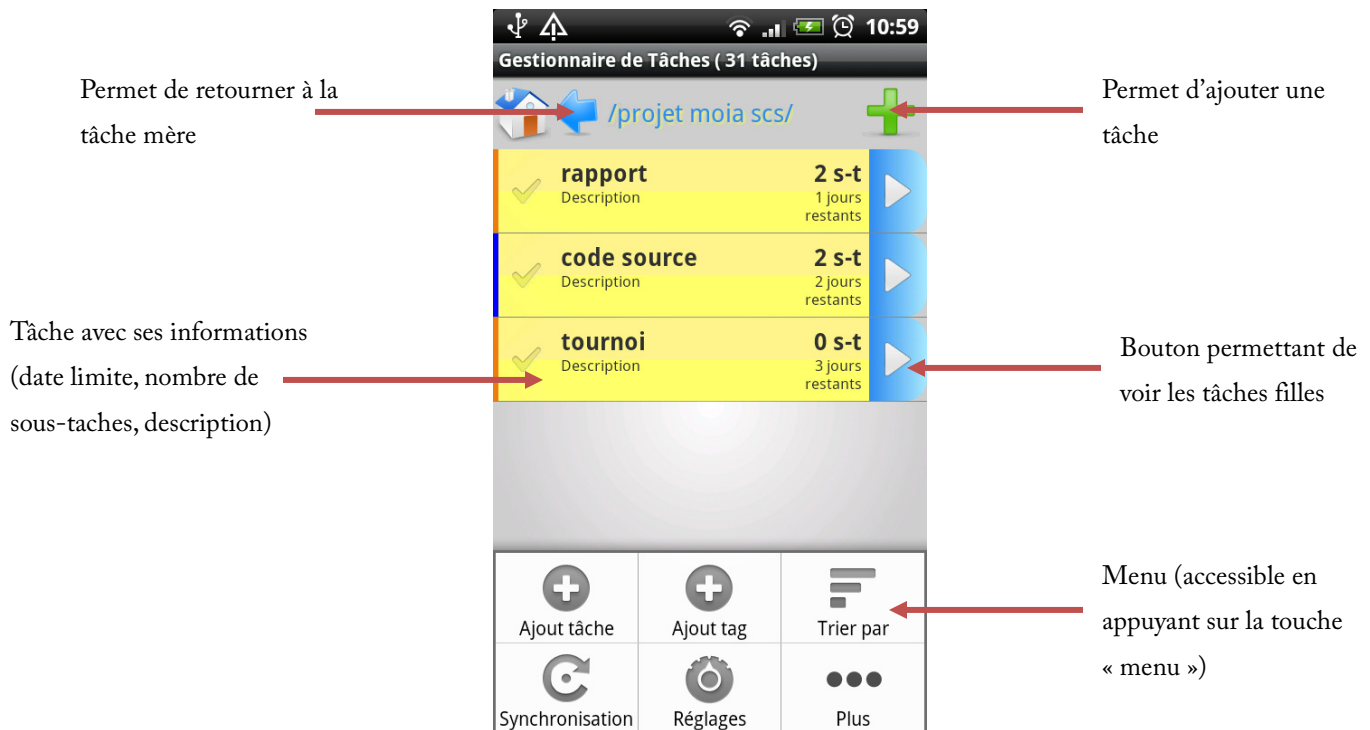 10:59
Gestionnaire de Tâches ( 31 tâches)
Permet de retourner à la
tâche mère
/projet moia scs/
Permet d'ajouter une
tâche
rapport 2 s-t
Description 1 jours
restants
code source 2 s-t
Description 2 jours
restants
Tâche avec ses informations
(date limite, nombre de
sous-taches, description)
tournoi 0 s-t
Description 3 jours
restants
Bouton permettant de
voir les tâches filles
Ajout tâche Ajout tag Trier par
Synchronisation Réglages Plus
Menu (accessible en
appuyant sur la touche
« menu »)